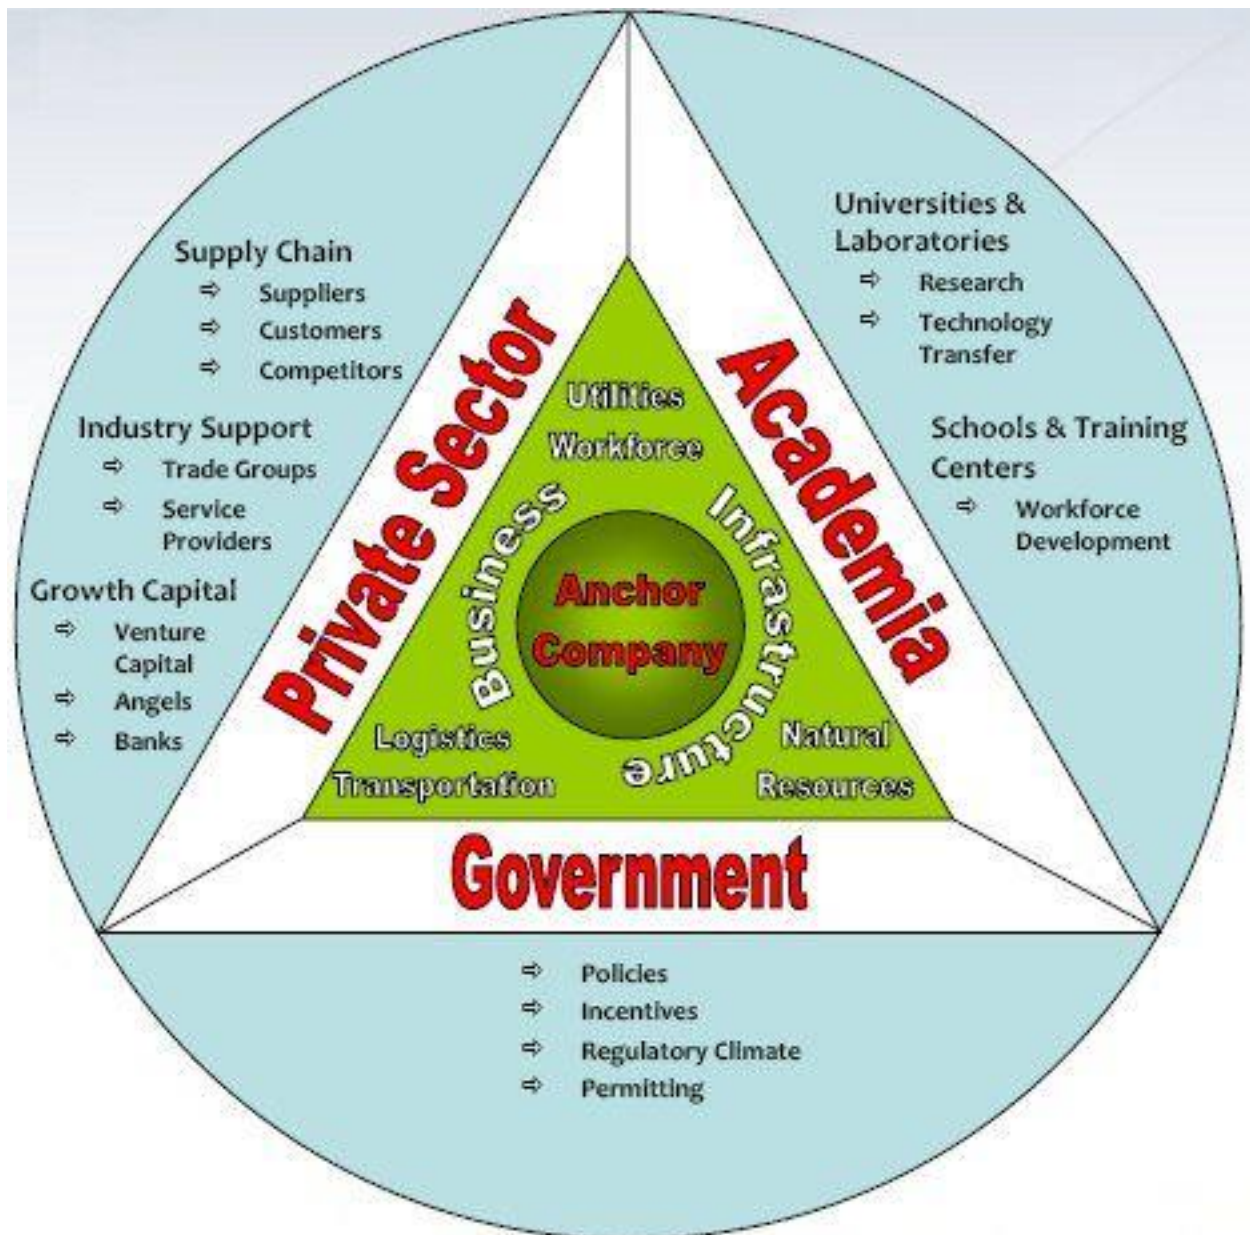 Supply Chain
⇨ Suppliers
⇨ Customers
⇨ Competitors
Industry Support
⇨ Trade Groups
⇨ Service
Providers
Growth Capital
⇨ Venture
Capital
⇨ Angels
⇨ Banks
Private Sector
Utilities
Workforce
Business
Infrastructure
Anchor
Company
Logistics
Transportation
Natural
Resources
Academia
Universities &
Laboratories
⇨ Research
⇨ Technology
Transfer
Schools & Training
Centers
⇨ Workforce
Development
Government
⇨ Policies
⇨ Incentives
⇨ Regulatory Climate
⇨ Permitting